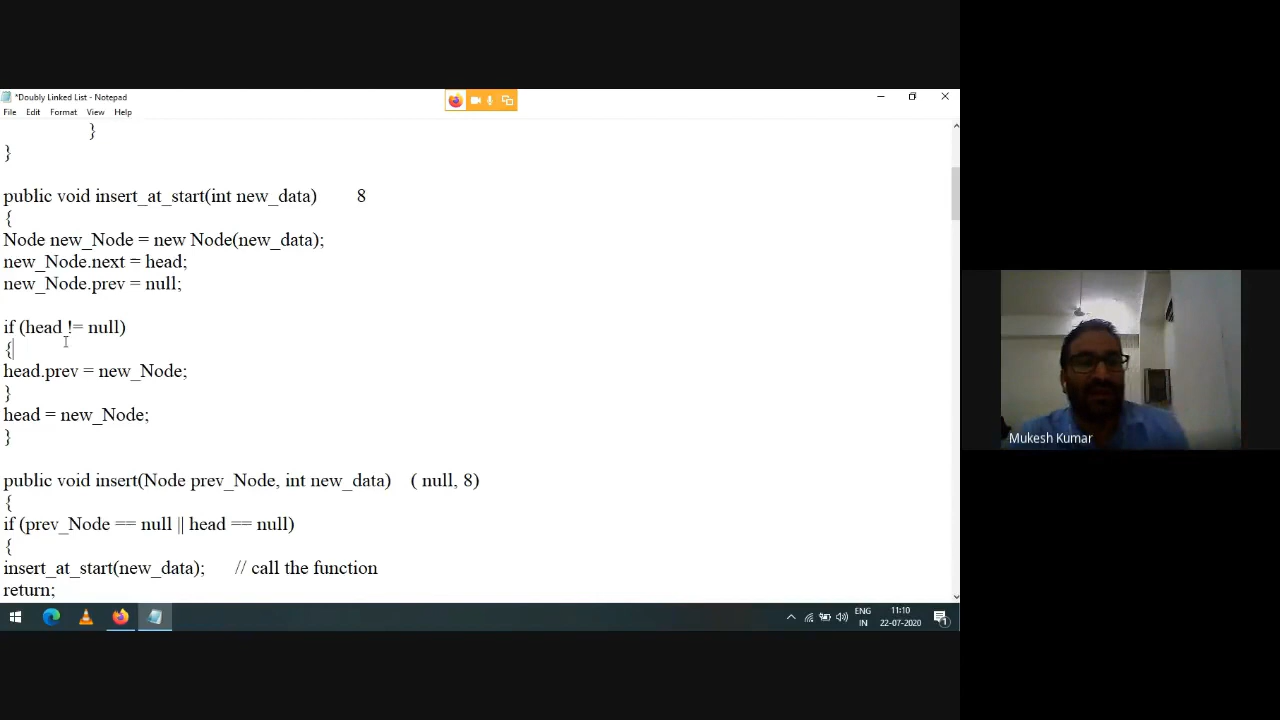 *Doubly Linked List - Notepad
File Edit Format View Help
}
}
public void insert_at_start(int new_data) 8
{
Node new_Node = new Node(new_data);
new_Node.next = head;
new_Node.prev = null;
if (head != null)
{
head.prev = new_Node;
}
head = new_Node;
}
public void insert(Node prev_Node, int new_data) ( null, 8)
{
if (prev_Node == null || head == null)
{
insert_at_start(new_data); // call the function
return;
ENG 11:10
IN 22-07-2020
1
Mukesh Kumar